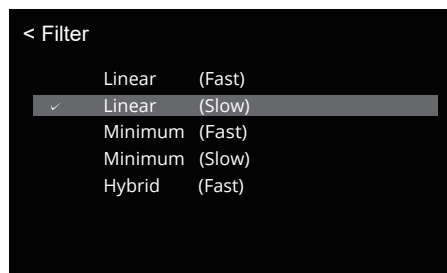 < Filter
Linear (Fast)
✓ Linear (Slow)
Minimum (Fast)
Minimum (Slow)
Hybrid (Fast)